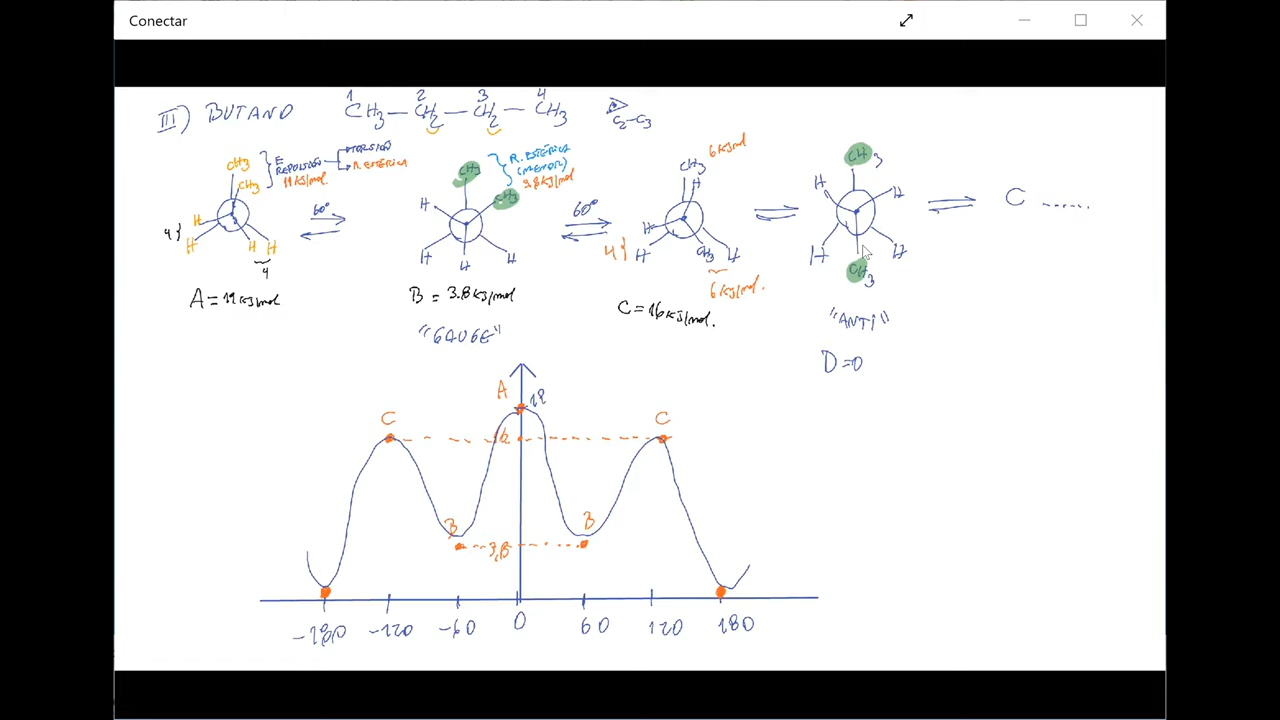 Conectar
III) BUTANO
1 2 3 4
CH3 — CH2 — CH2 — CH3
C2-C3
CH3
CH3
E
REPULSIÓN
TORSIÓN
R. ESTÉRICA
11 KJ/mol.
H
H
H H
4
4
A = 19 KJ/mol
60°
CH3
CH3
R. ESTÉRICA
(MENOR)
3.8 KJ/mol
H
H
H
H
B = 3.8 KJ/mol
"GAUGE"
60°
6 KJ/mol
CH3
H
H
H
CH3 H
4
6 KJ/mol.
C = 16 KJ/mol.
CH3
H
H
H
H
CH3
"ANTI"
D = 0
C ......
A
19
C
C
16
B
B
3,8
-180 -120 -60 0 60 120 180